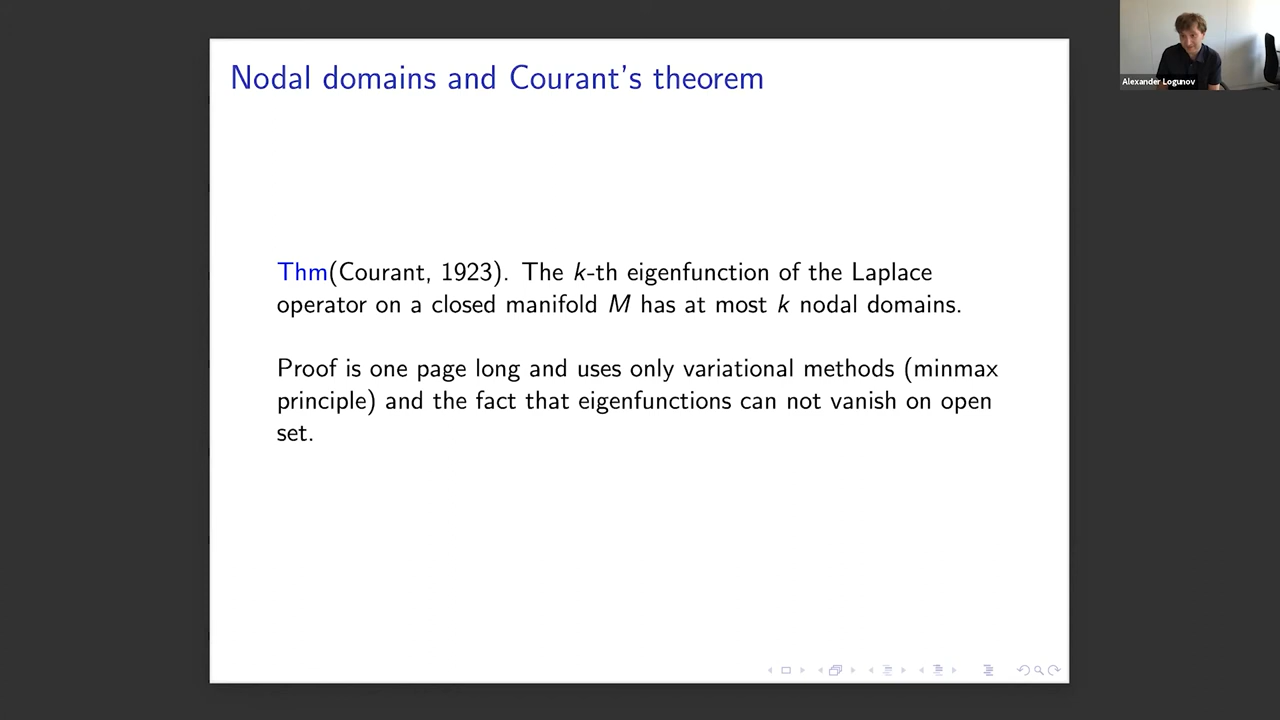 Nodal domains and Courant's theorem
Alexander Logunov
Thm(Courant, 1923). The k-th eigenfunction of the Laplace
operator on a closed manifold M has at most k nodal domains.
Proof is one page long and uses only variational methods (minmax
principle) and the fact that eigenfunctions can not vanish on open
set.